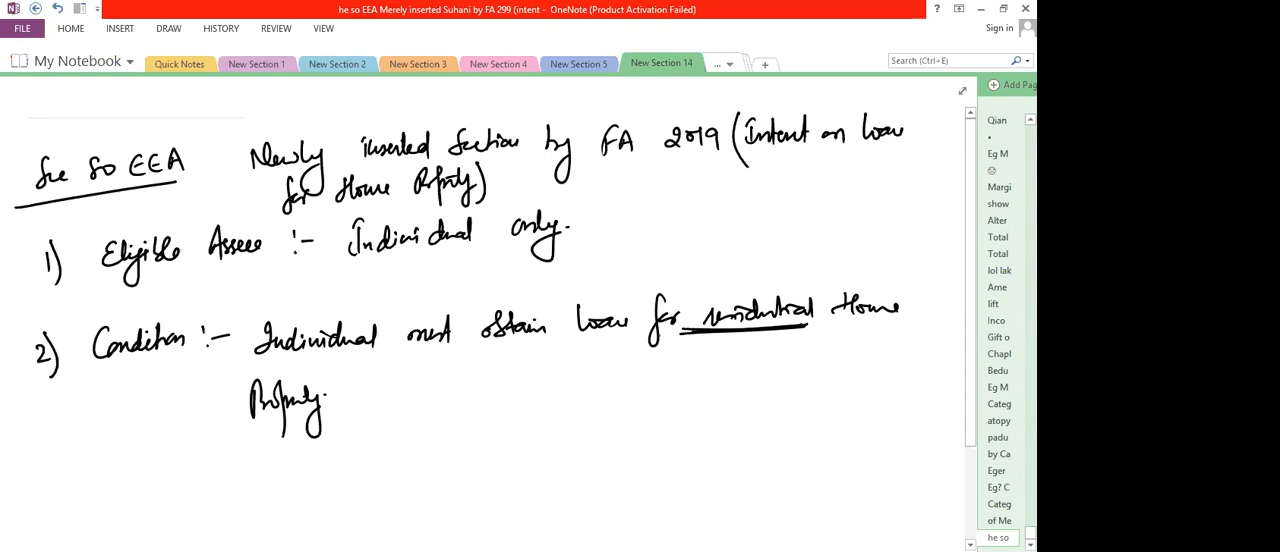 he so EEA Merely inserted Suhani by FA 299 (intent - OneNote (Product Activation Failed)
Sign in
FILE HOME INSERT DRAW HISTORY REVIEW VIEW
My Notebook Quick Notes New Section 1 New Section 2 New Section 3 New Section 4 New Section 5 New Section 14 ... Search (Ctrl+E)
Add Pag
Sec 80 EEA Newly inserted Section by FA 2019 (Interest on loan
for House Property)
1) Eligible Assesee :- Individual only.
2) Condition :- Individual must obtain loan for residential House
Property.
Qian
•
Eg M
☹
Margi
show
Alter
Total
Total
lol lak
Ame
lift
Inco
Gift o
Chapl
Bedu
Eg M
Categ
atopy
padu
by Ca
Eger
Eg? C
Categ
of Me
he so